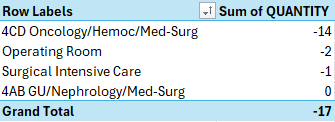 Row Labels Sum of QUANTITY
4CD Oncology/Hemoc/Med-Surg -14
Operating Room -2
Surgical Intensive Care -1
4AB GU/Nephrology/Med-Surg 0
Grand Total -17